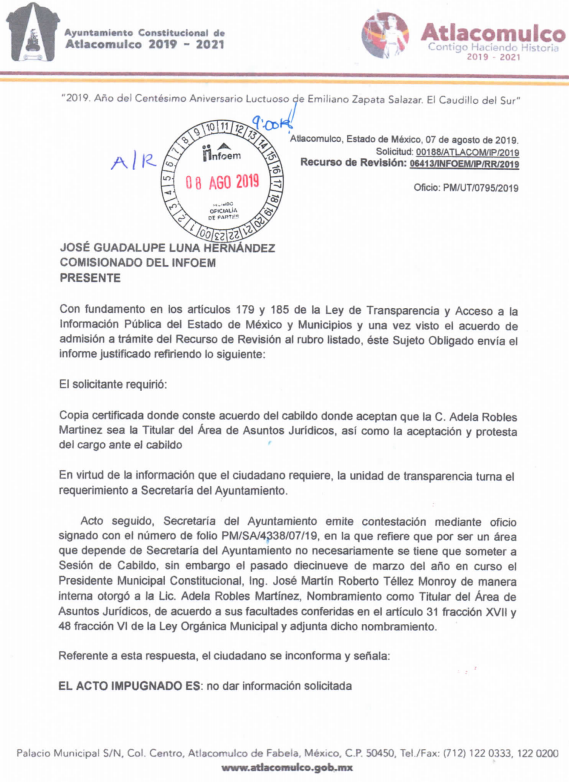 Ayuntamiento Constitucional de
Atlacomulco 2019 - 2021
Atlacomulco
Contigo Haciendo Historia
2019 - 2021
"2019. Año del Centésimo Aniversario Luctuoso de Emiliano Zapata Salazar. El Caudillo del Sur"
9:00h
A/R
infoem
08 AGO 2019
OFICIALIA
DE PARTES
Atlacomulco, Estado de México, 07 de agosto de 2019.
Solicitud: 00188/ATLACOM/IP/2019
Recurso de Revisión: 06413/INFOEM/IP/RR/2019
Oficio: PM/UT/0795/2019
JOSÉ GUADALUPE LUNA HERNÁNDEZ
COMISIONADO DEL INFOEM
PRESENTE
Con fundamento en los artículos 179 y 185 de la Ley de Transparencia y Acceso a la
Información Pública del Estado de México y Municipios y una vez visto el acuerdo de
admisión a trámite del Recurso de Revisión al rubro listado, éste Sujeto Obligado envía el
informe justificado refiriendo lo siguiente:
El solicitante requirió:
Copia certificada donde conste acuerdo del cabildo donde aceptan que la C. Adela Robles
Martinez sea la Titular del Área de Asuntos Jurídicos, así como la aceptación y protesta
del cargo ante el cabildo
En virtud de la información que el ciudadano requiere, la unidad de transparencia turna el
requerimiento a Secretaría del Ayuntamiento.
Acto seguido, Secretaría del Ayuntamiento emite contestación mediante oficio
signado con el número de folio PM/SA/4338/07/19, en la que refiere que por ser un área
que depende de Secretaría del Ayuntamiento no necesariamente se tiene que someter a
Sesión de Cabildo, sin embargo el pasado diecinueve de marzo del año en curso el
Presidente Municipal Constitucional, Ing. José Martín Roberto Téllez Monroy de manera
interna otorgó a la Lic. Adela Robles Martínez, Nombramiento como Titular del Área de
Asuntos Jurídicos, de acuerdo a sus facultades conferidas en el artículo 31 fracción XVII y
48 fracción VI de la Ley Orgánica Municipal y adjunta dicho nombramiento.
Referente a esta respuesta, el ciudadano se inconforma y señala:
EL ACTO IMPUGNADO ES: no dar información solicitada
Palacio Municipal S/N, Col. Centro, Atlacomulco de Fabela, México, C.P. 50450, Tel./Fax: (712) 122 0333, 122 0200
www.atlacomulco.gob.mx